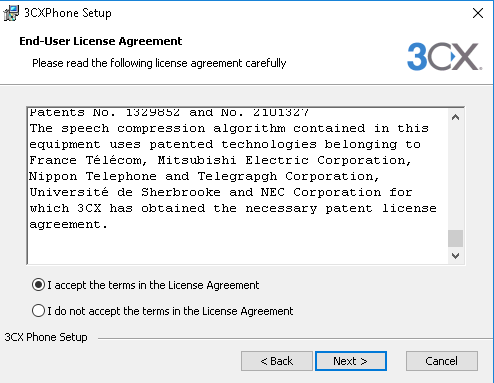 3CXPhone Setup
End-User License Agreement
Please read the following license agreement carefully
3CX
Patents No. 1329852 and No. 2101327
The speech compression algorithm contained in this
equipment uses patented technologies belonging to
France Télécom, Mitsubishi Electric Corporation,
Nippon Telephone and Telegrapgh Corporation,
Université de Sherbrooke and NEC Corporation for
which 3CX has obtained the necessary patent license
agreement.
I accept the terms in the License Agreement
I do not accept the terms in the License Agreement
3CX Phone Setup
< Back Next > Cancel